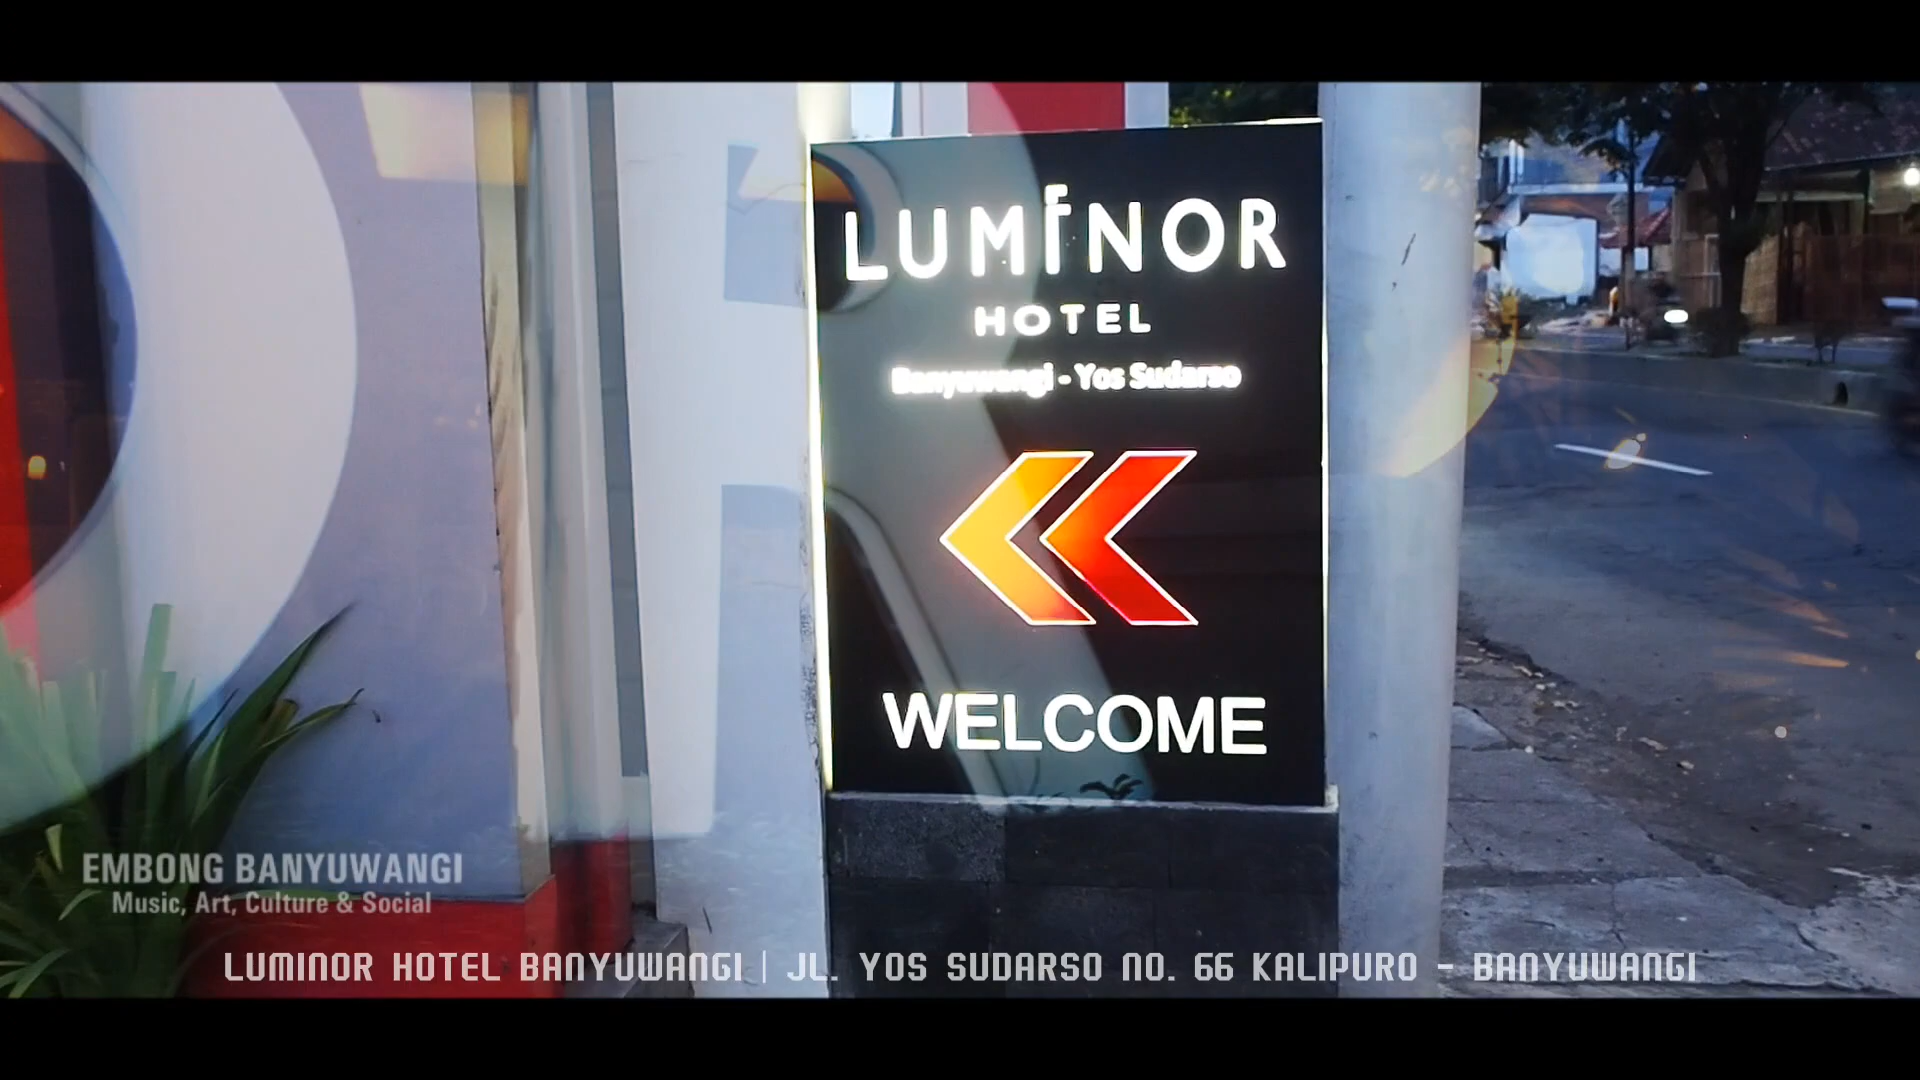 LUMINOR
HOTEL
Banyuwangi - Yos Sudarso
WELCOME
EMBONG BANYUWANGI
Music, Art, Culture & Social
LUMINOR HOTEL BANYUWANGI | JL. YOS SUDARSO NO. 66 KALIPURO - BANYUWANGI